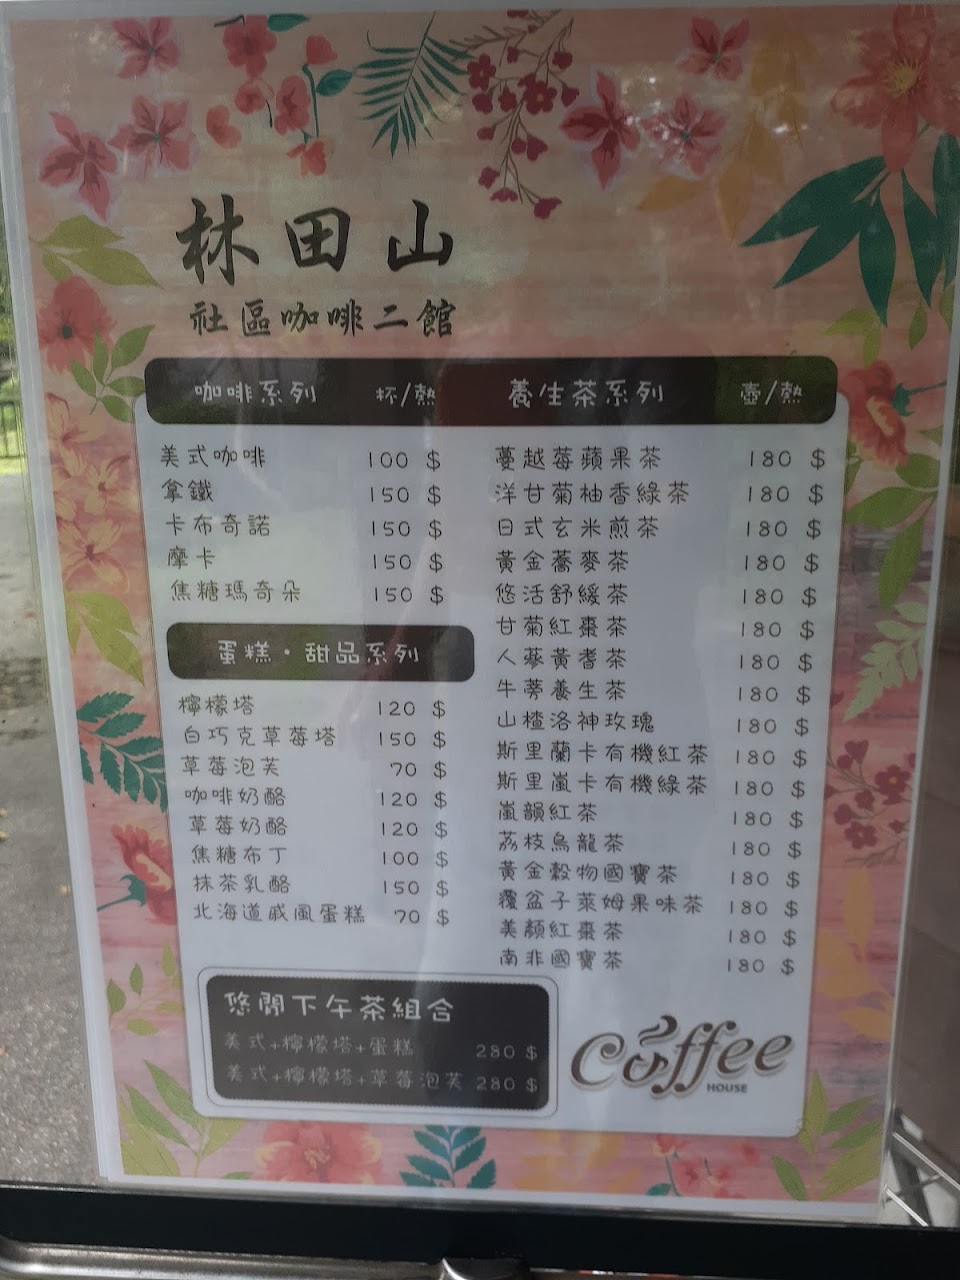 林田山
社區咖啡二館
咖啡系列 杯/熱
美式咖啡 100 $
拿鐵 150 $
卡布奇諾 150 $
摩卡 150 $
焦糖瑪奇朵 150 $
蛋糕·甜品系列
檸檬塔 120 $
白巧克草莓塔 150 $
草莓泡芙 70 $
咖啡奶酪 120 $
草莓奶酪 120 $
焦糖布丁 100 $
抹茶乳酪 150 $
北海道戚風蛋糕 70 $
養生茶系列 壺/熱
蔓越莓蘋果茶 180 $
洋甘菊柚香綠茶 180 $
日式玄米煎茶 180 $
黃金蕎麥茶 180 $
悠活舒緩茶 180 $
甘菊紅棗茶 180 $
人蔘黃耆茶 180 $
牛蒡養生茶 180 $
山楂洛神玫瑰 180 $
斯里蘭卡有機紅茶 180 $
斯里嵐卡有機綠茶 180 $
嵐韻紅茶 180 $
荔枝烏龍茶 180 $
黃金穀物國寶茶 180 $
覆盆子萊姆果味茶 180 $
美顏紅棗茶 180 $
南非國寶茶 180 $
悠閒下午茶組合
美式+檸檬塔+蛋糕 280 $
美式+檸檬塔+草莓泡芙 280 $
Coffee
HOUSE